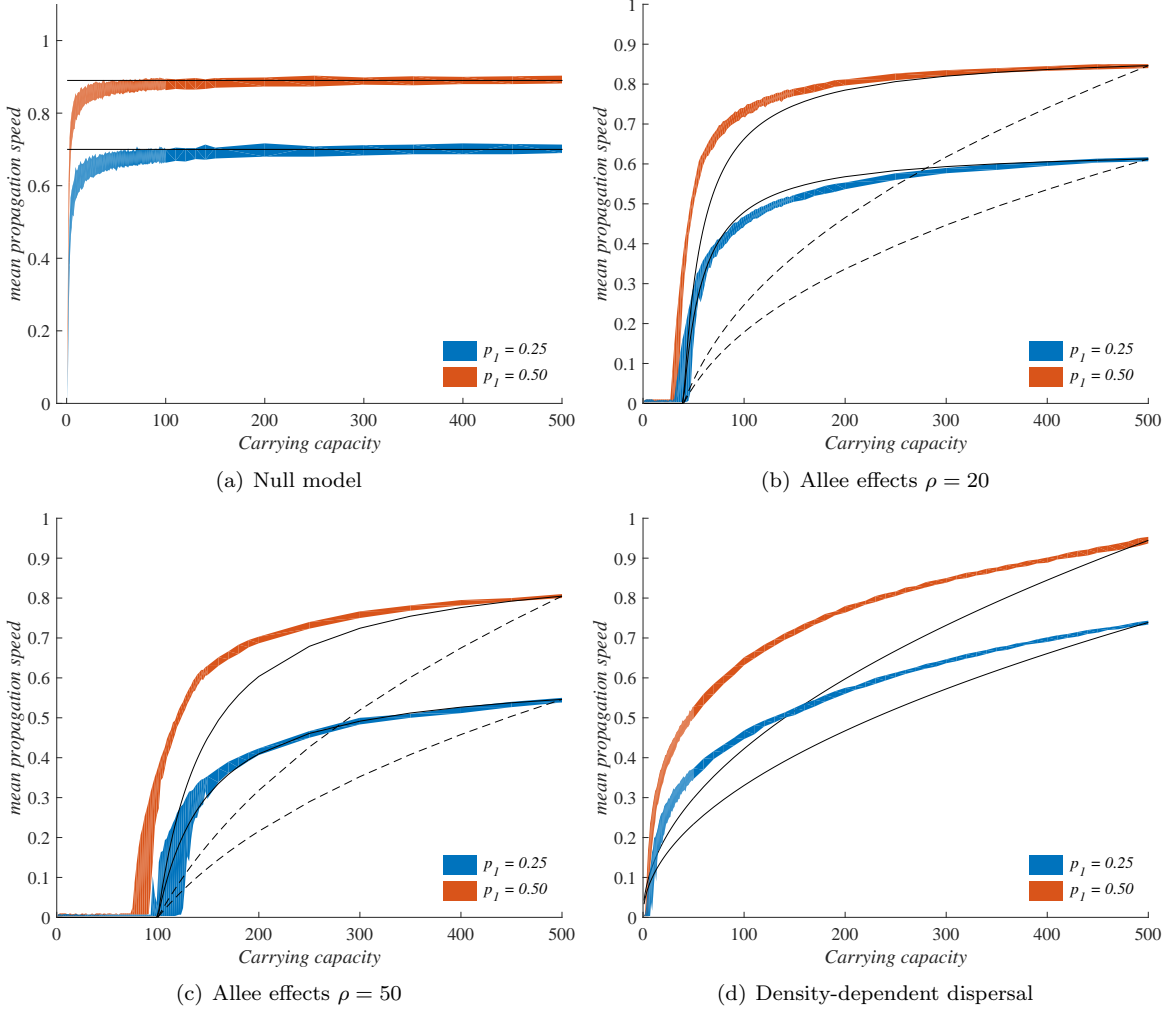 1
0.8
0.6
0.4
0.2
0
mean propagation speed
0 100 200 300 400 500
Carrying capacity
p1 = 0.25
p1 = 0.50
(a) Null model
1
0.9
0.8
0.7
0.6
0.5
0.4
0.3
0.2
0.1
0
mean propagation speed
0 100 200 300 400 500
Carrying capacity
p1 = 0.25
p1 = 0.50
(b) Allee effects ρ = 20
1
0.9
0.8
0.7
0.6
0.5
0.4
0.3
0.2
0.1
0
mean propagation speed
0 100 200 300 400 500
Carrying capacity
p1 = 0.25
p1 = 0.50
(c) Allee effects ρ = 50
1
0.9
0.8
0.7
0.6
0.5
0.4
0.3
0.2
0.1
0
mean propagation speed
0 100 200 300 400 500
Carrying capacity
p1 = 0.25
p1 = 0.50
(d) Density-dependent dispersal